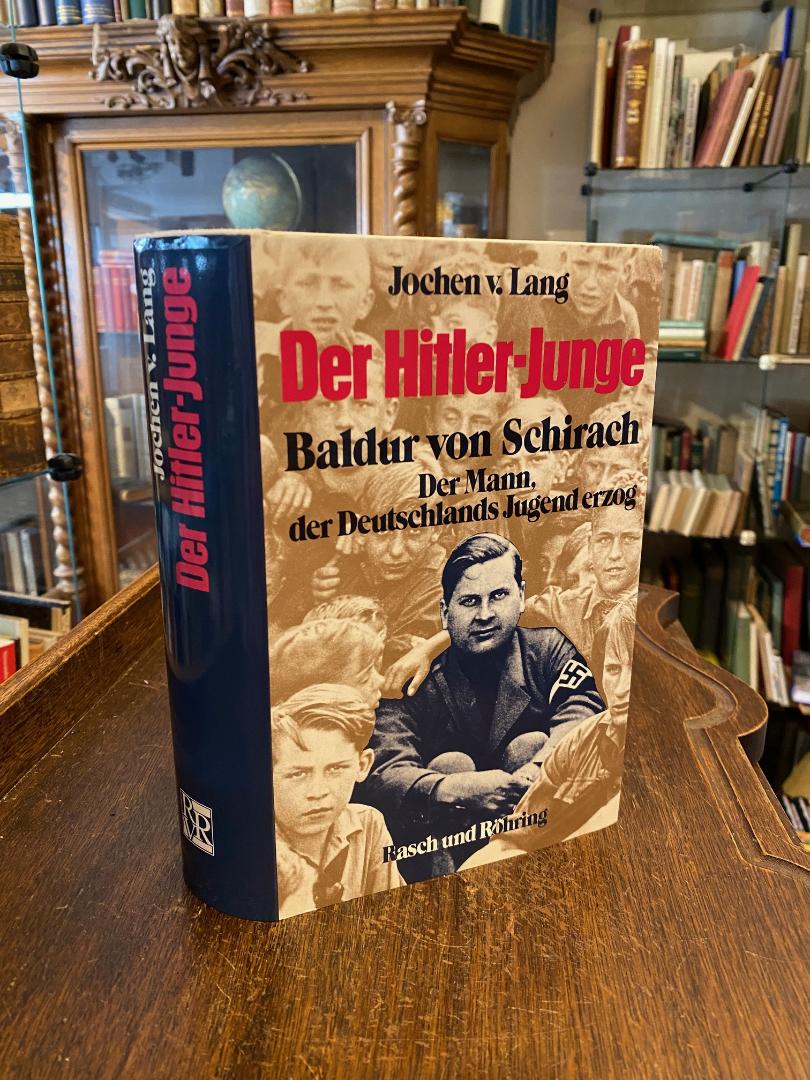 Jochen v. Lang
Der Hitler-Junge
Jochen v. Lang
Der Hitler-Junge
Baldur von Schirach
Der Mann,
der Deutschlands Jugend erzog
Rasch und Röhring